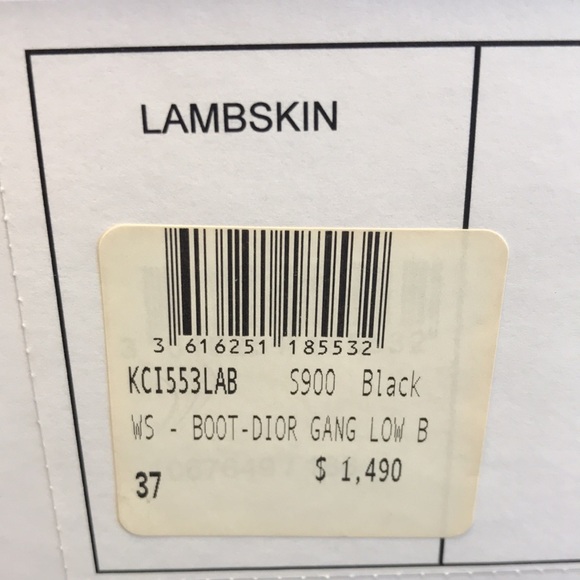 LAMBSKIN
3 616251 185532
KCI553LAB S900 Black
WS - BOOT-DIOR GANG LOW B
37 $ 1,490